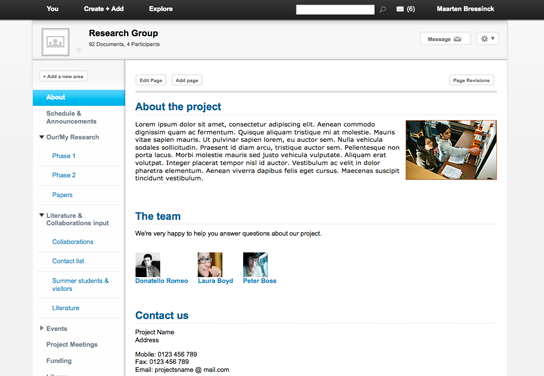 You Create + Add Explore (6) Maarten Bressinck
Research Group
92 Documents, 4 Participants
Message
+ Add a new area
About
Schedule &
Announcements
Our/My Research
Phase 1
Phase 2
Papers
Literature &
Collaborations input
Collaborations
Contact list
Summer students &
visitors
Literature
Events
Project Meetings
Funding
Edit Page Add page Page Revisions
About the project
Lorem ipsum dolor sit amet, consectetur adipiscing elit. Aenean commodo
dignissim quam ac fermentum. Quisque aliquam tristique mi at molestie. Mauris
vitae sapien mauris. Ut pulvinar sapien lorem, eu auctor sem. Nulla vehicula
sodales sollicitudin. Praesent id diam arcu, tristique auctor sem. Pellentesque non
porta lacus. Morbi molestie mauris sed justo vehicula vulputate. Aliquam erat
volutpat. Integer placerat tempor nisl id auctor. Vestibulum ac velit in dolor
pharetra elementum. Aenean viverra dapibus felis eget cursus. Maecenas suscipit
tincidunt vestibulum.
The team
We're very happy to help you answer questions about our project.
Donatello Romeo Laura Boyd Peter Boss
Contact us
Project Name
Address
Mobile: 0123 456 789
Fax: 0123 456 789
Email: projectsname @ mail.com